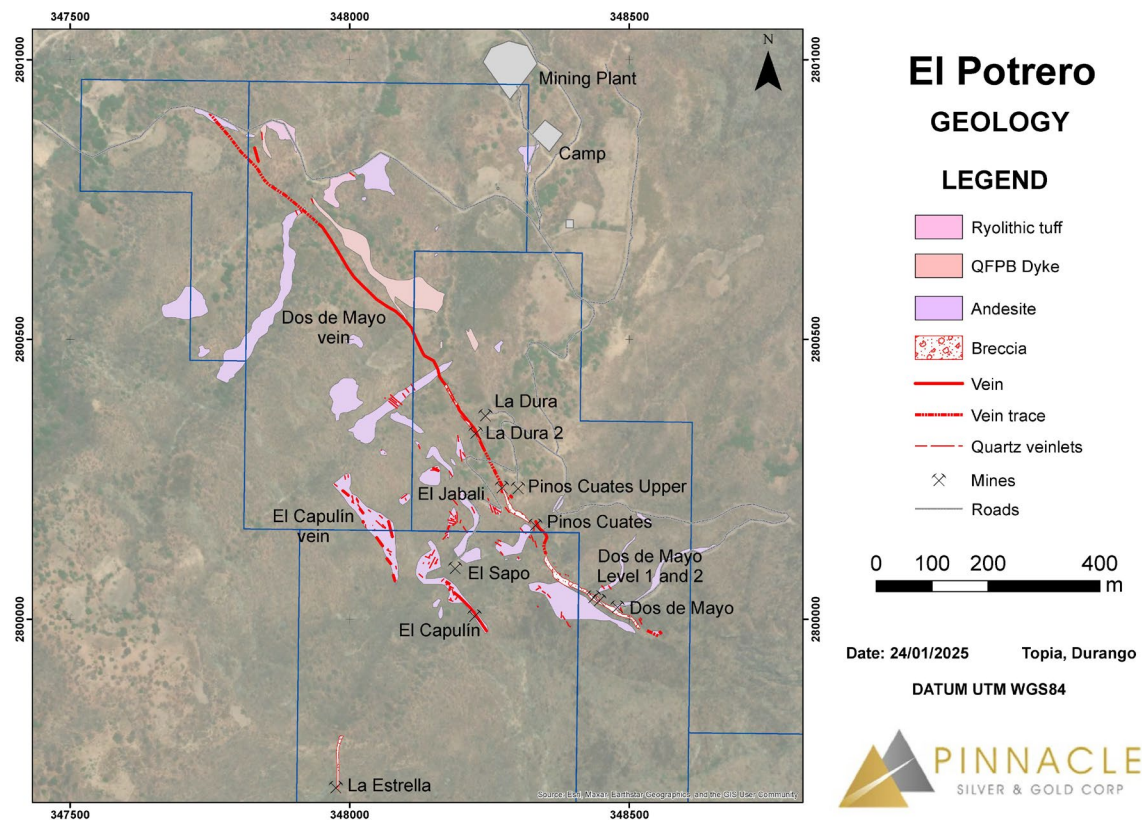 347500
348000
348500
2801000
2801000
N
Mining Plant
Camp
Dos de Mayo
vein
2800500
2800500
La Dura
La Dura 2
El Jabali
Pinos Cuates Upper
El Capulín
vein
Pinos Cuates
Dos de Mayo
Level 1 and 2
El Sapo
Dos de Mayo
El Capulín
2800000
2800000
La Estrella
Source: Esri, Maxar, Earthstar Geographics, and the GIS User Community
347500
348000
348500
El Potrero
GEOLOGY
LEGEND
Ryolithic tuff
QFPB Dyke
Andesite
Breccia
Vein
Vein trace
Quartz veinlets
Mines
Roads
0 100 200 400
m
Date: 24/01/2025 Topia, Durango
DATUM UTM WGS84
PINNACLE
SILVER & GOLD CORP